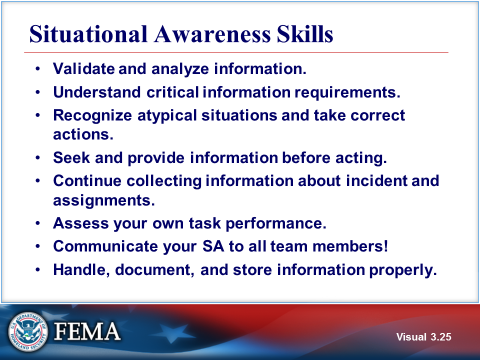 Situational Awareness Skills
• Validate and analyze information.
• Understand critical information requirements.
• Recognize atypical situations and take correct
actions.
• Seek and provide information before acting.
• Continue collecting information about incident and
assignments.
• Assess your own task performance.
• Communicate your SA to all team members!
• Handle, document, and store information properly.
FEMA
Visual 3.25